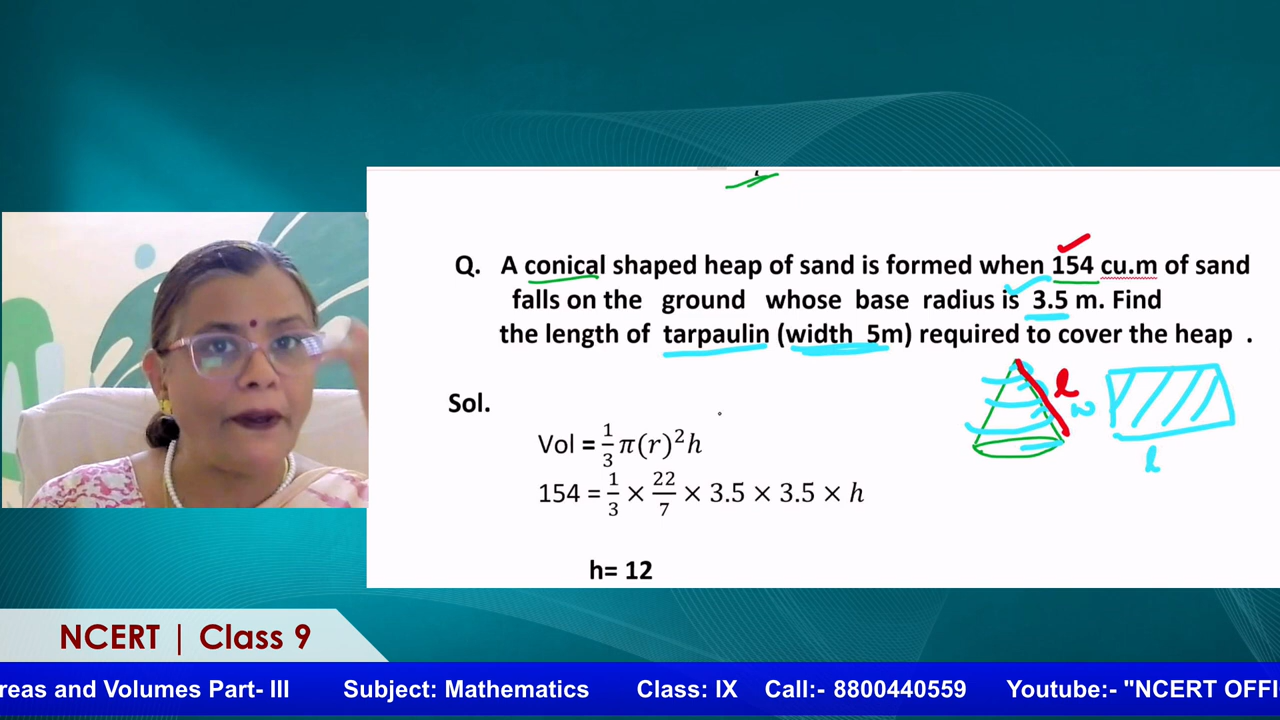 Q. A conical shaped heap of sand is formed when 154 cu.m of sand
falls on the ground whose base radius is 3.5 m. Find
the length of tarpaulin (width 5m) required to cover the heap .
l
w
l
Sol.
Vol = 1/3 π(r)²h
154 = 1/3 × 22/7 × 3.5 × 3.5 × h
h= 12
NCERT | Class 9
reas and Volumes Part- III Subject: Mathematics Class: IX Call:- 8800440559 Youtube:- "NCERT OFFI